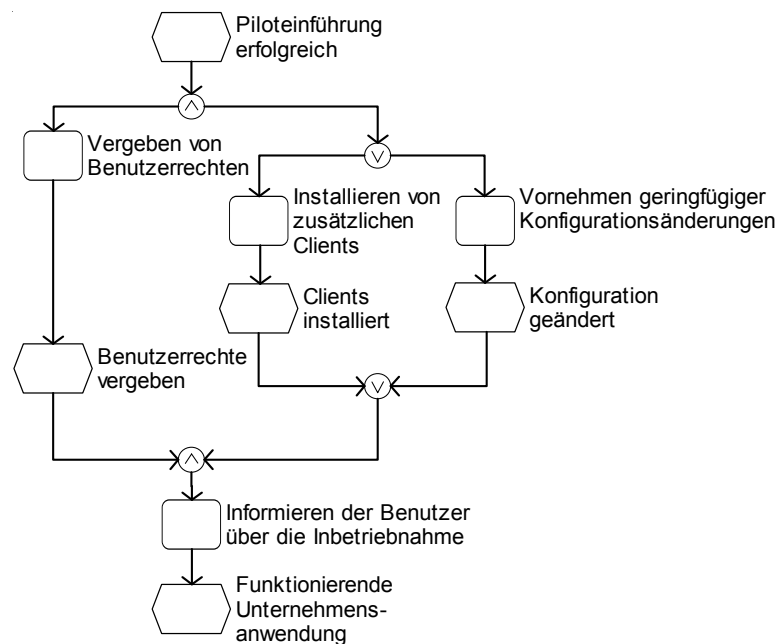 Piloteinführung
erfolgreich
∧
Vergeben von
Benutzerrechten
∨
Installieren von
zusätzlichen
Clients
Vornehmen geringfügiger
Konfigurationsänderungen
Clients
installiert
Konfiguration
geändert
Benutzerrechte
vergeben
∨
∧
Informieren der Benutzer
über die Inbetriebnahme
Funktionierende
Unternehmens-
anwendung